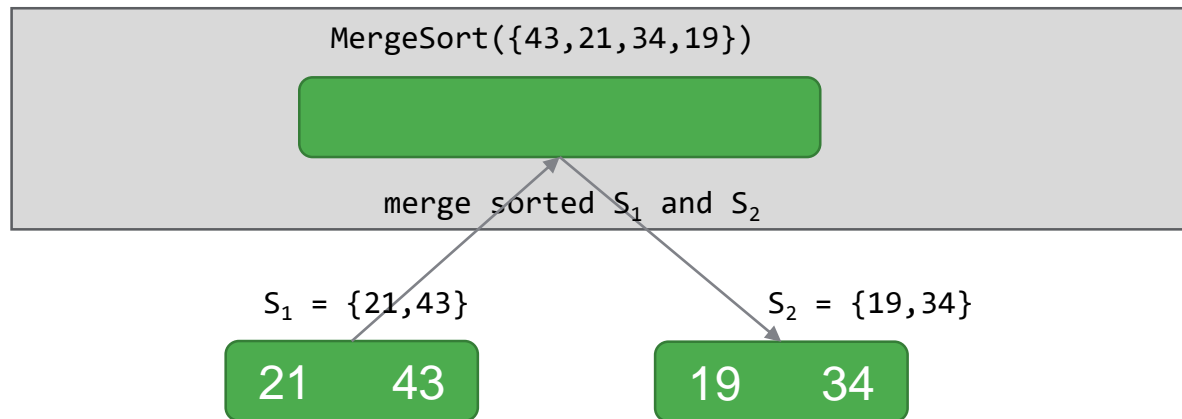 MergeSort({43,21,34,19})
merge sorted S₁ and S₂
S₁ = {21,43} S₂ = {19,34}
21 43 19 34